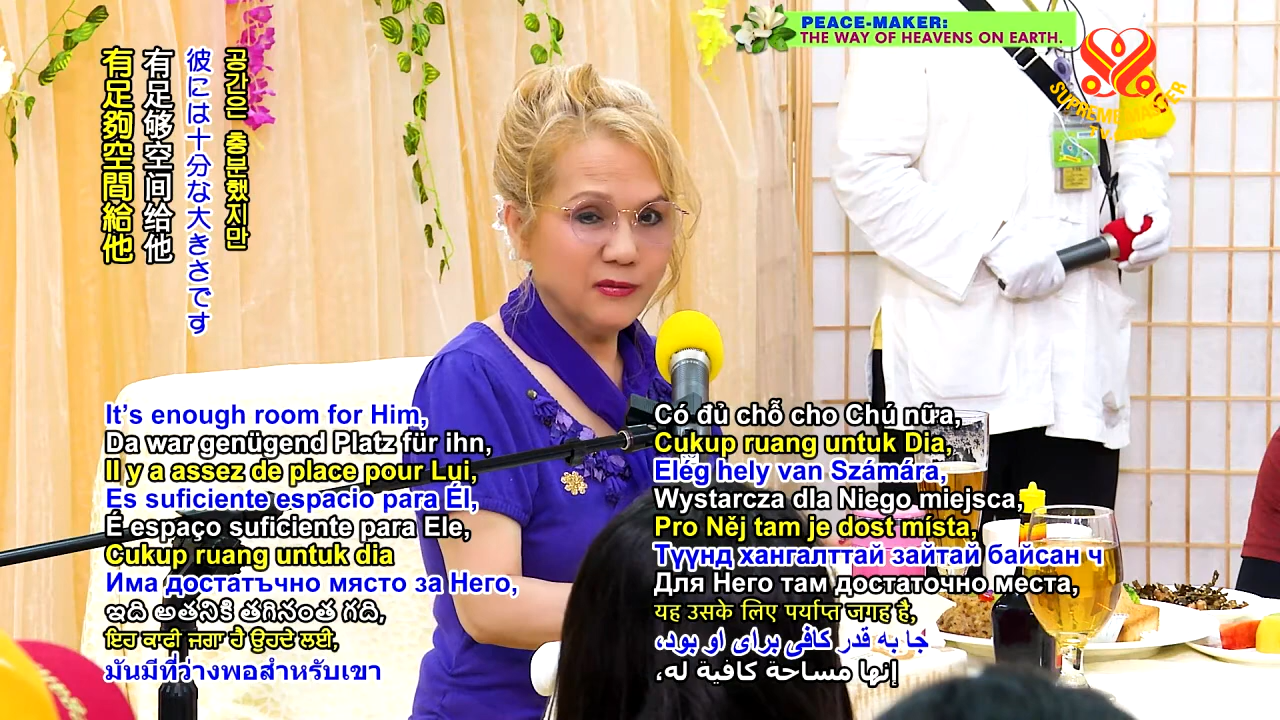 PEACE-MAKER:
THE WAY OF HEAVENS ON EARTH.
SUPREME MASTER
TV
有足夠空間給他
有足够空间给他
彼には十分な大きさです
공간은 충분했지만
It's enough room for Him,
Da war genügend Platz für ihn,
Il y a assez de place pour Lui,
Es suficiente espacio para Él,
É espaço suficiente para Ele,
Cukup ruang untuk dia
Има достатъчно място за Него,
ఇది అతనికి తగినంత గది,
ਇਹ ਕਾਫੀ ਜਗਾ ਹੈ ਉਹਦੇ ਲਈ,
มันมีที่ว่างพอสำหรับเขา
Có đủ chỗ cho Chú nữa,
Cukup ruang untuk Dia,
Elég hely van Számára,
Wystarcza dla Niego miejsca,
Pro Něj tam je dost místa,
Түүнд хангалттай зайтай байсан ч
Для Него там достаточно места,
यह उसके लिए पर्याप्त जगह है,
جا به قدر کافی برای او بود،
إنها مساحة كافية له،